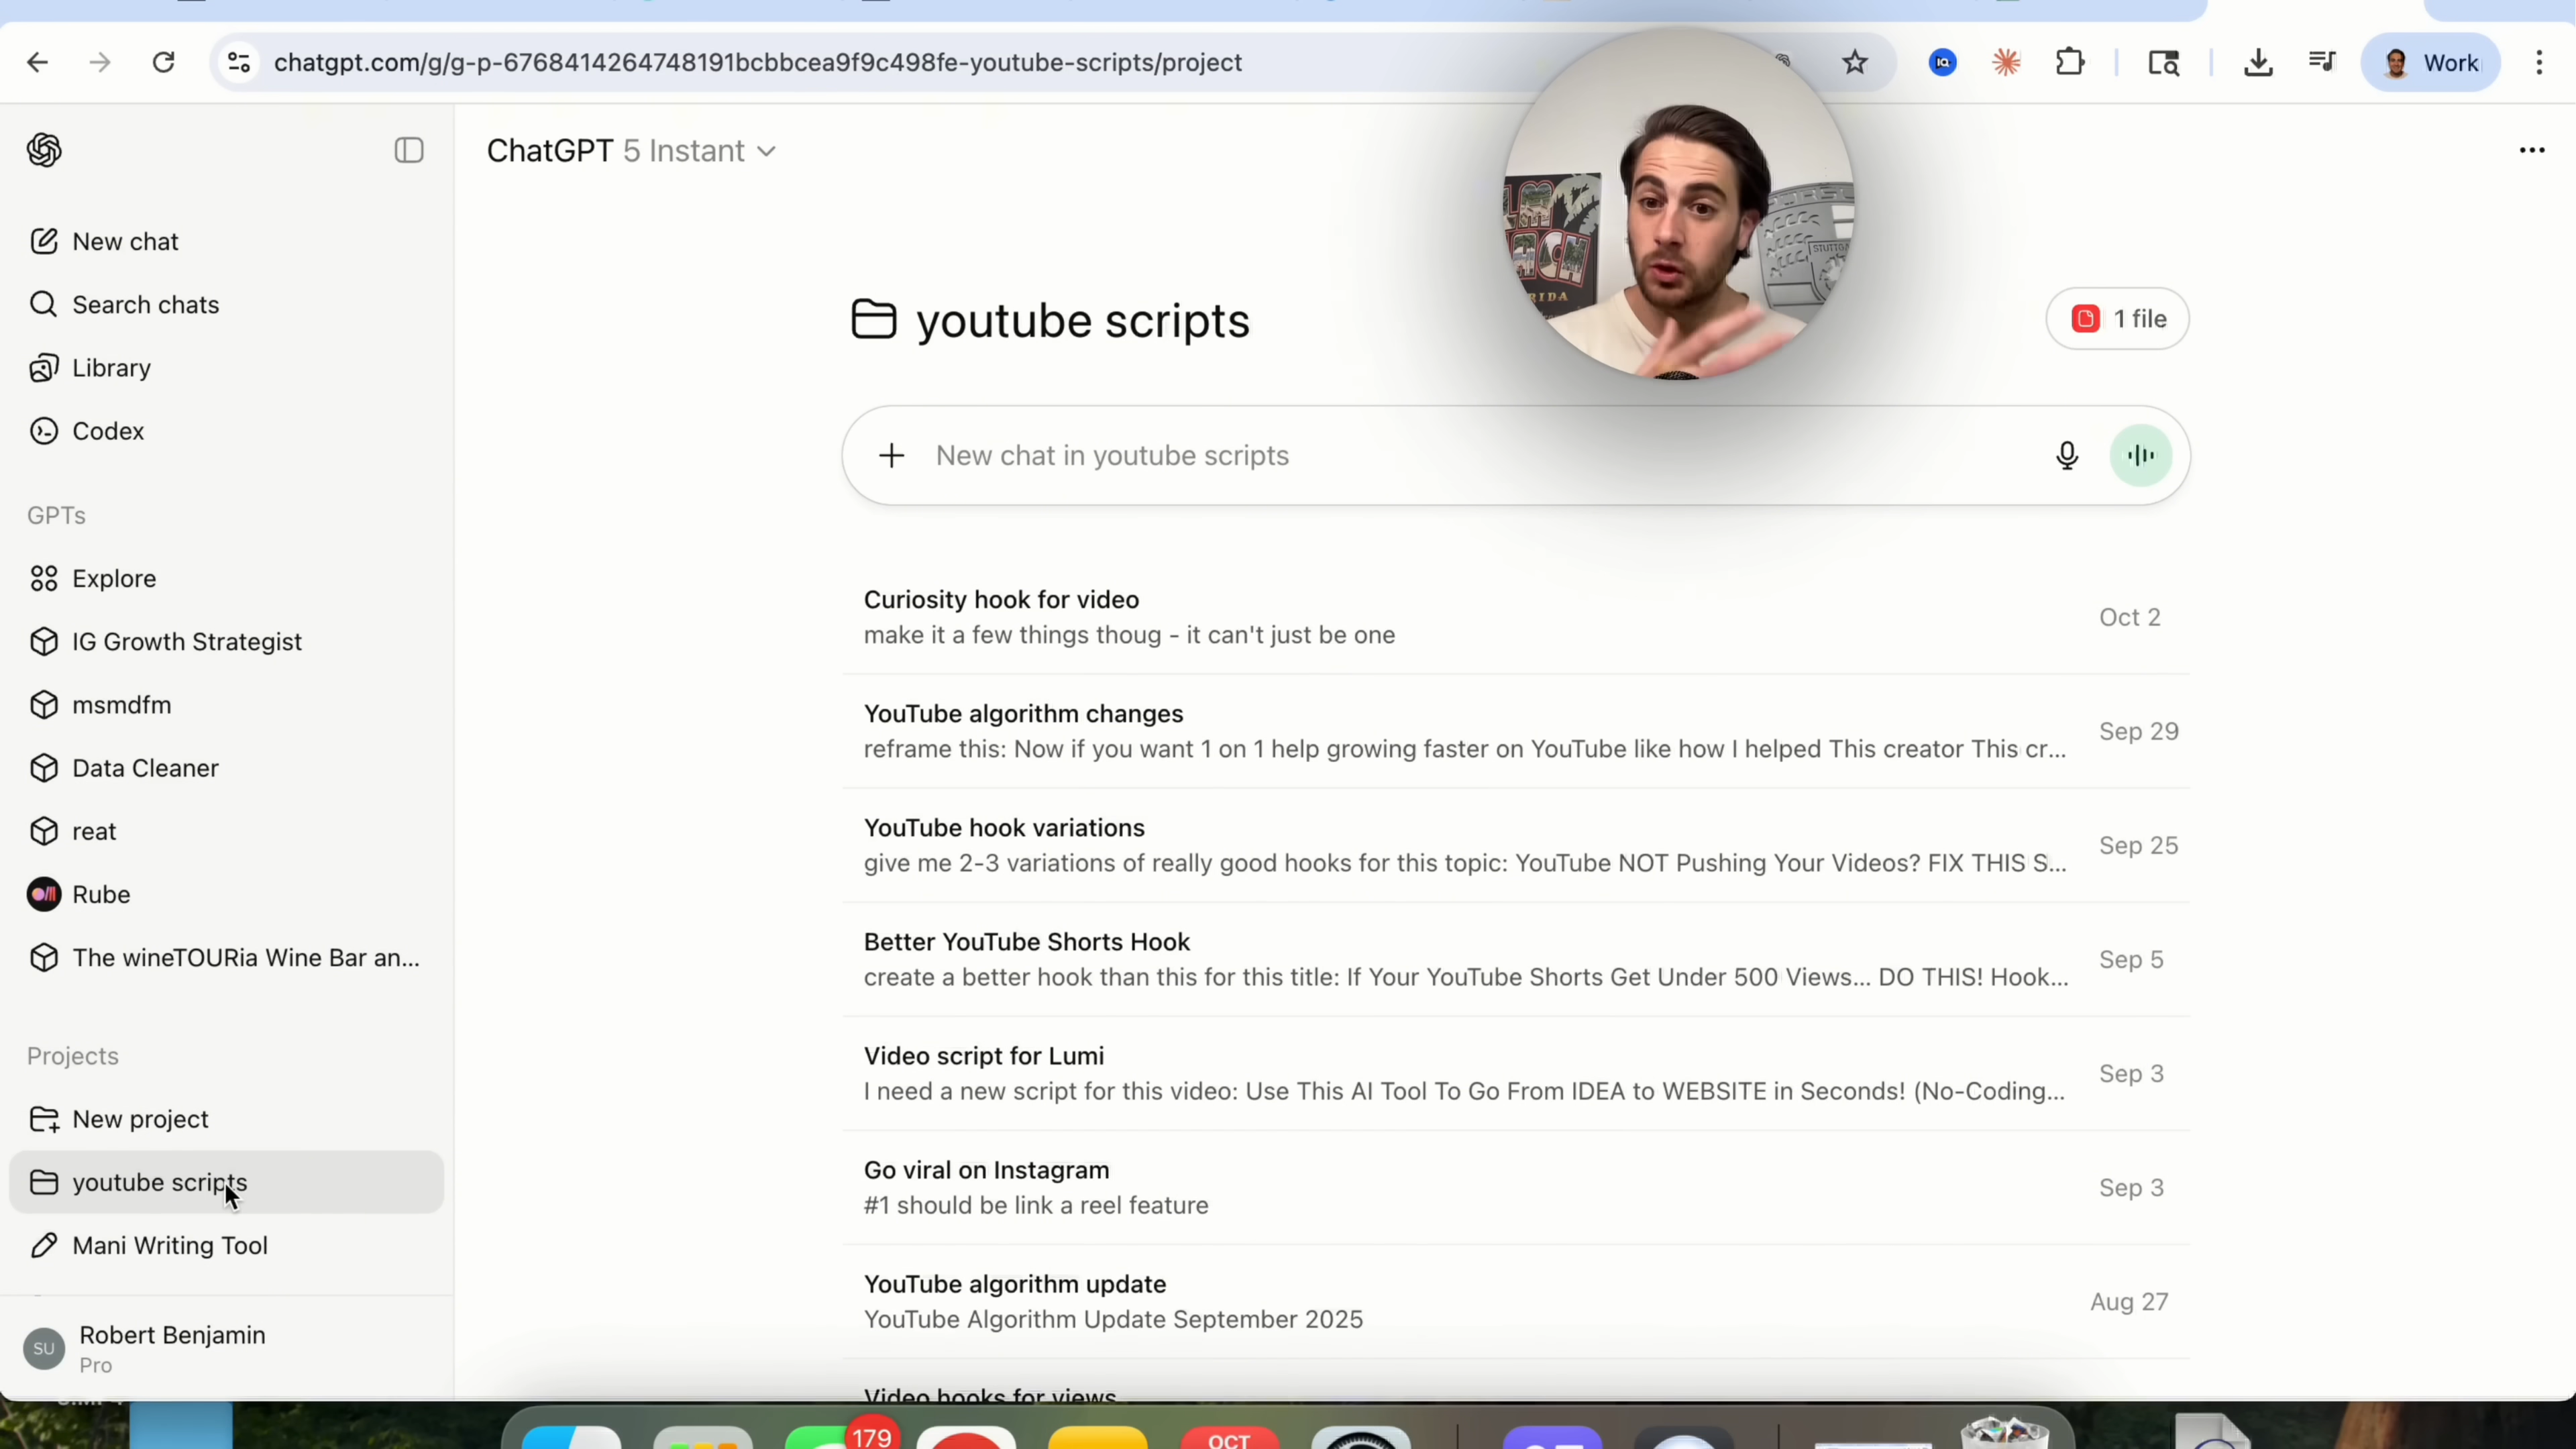 chatgpt.com/g/g-p-6768414264748191bcbbcea9f9c498fe-youtube-scripts/project
Work
ChatGPT 5 Instant
New chat
Search chats
Library
Codex
GPTs
Explore
IG Growth Strategist
msmdfm
Data Cleaner
reat
Rube
The wineTOURia Wine Bar an...
Projects
New project
youtube scripts
Mani Writing Tool
SU
Robert Benjamin
Pro
youtube scripts
1 file
New chat in youtube scripts
Curiosity hook for video
make it a few things thoug - it can't just be one
Oct 2
YouTube algorithm changes
reframe this: Now if you want 1 on 1 help growing faster on YouTube like how I helped This creator This cr...
Sep 29
YouTube hook variations
give me 2-3 variations of really good hooks for this topic: YouTube NOT Pushing Your Videos? FIX THIS S...
Sep 25
Better YouTube Shorts Hook
create a better hook than this for this title: If Your YouTube Shorts Get Under 500 Views... DO THIS! Hook...
Sep 5
Video script for Lumi
I need a new script for this video: Use This AI Tool To Go From IDEA to WEBSITE in Seconds! (No-Coding...
Sep 3
Go viral on Instagram
#1 should be link a reel feature
Sep 3
YouTube algorithm update
YouTube Algorithm Update September 2025
Aug 27
Video hooks for views
179
OCT